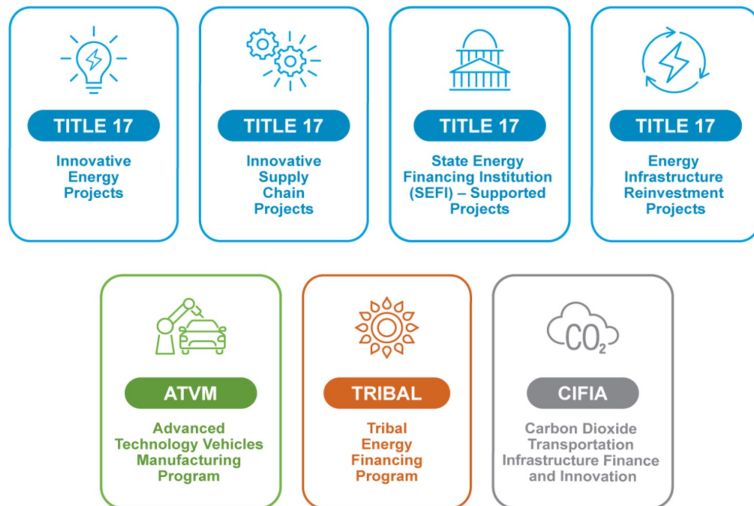 TITLE 17
Innovative
Energy
Projects
TITLE 17
Innovative
Supply
Chain
Projects
TITLE 17
State Energy
Financing Institution
(SEFI) – Supported
Projects
TITLE 17
Energy
Infrastructure
Reinvestment
Projects
ATVM
Advanced
Technology Vehicles
Manufacturing
Program
TRIBAL
Tribal
Energy
Financing
Program
CO₂
CIFIA
Carbon Dioxide
Transportation
Infrastructure Finance
and Innovation